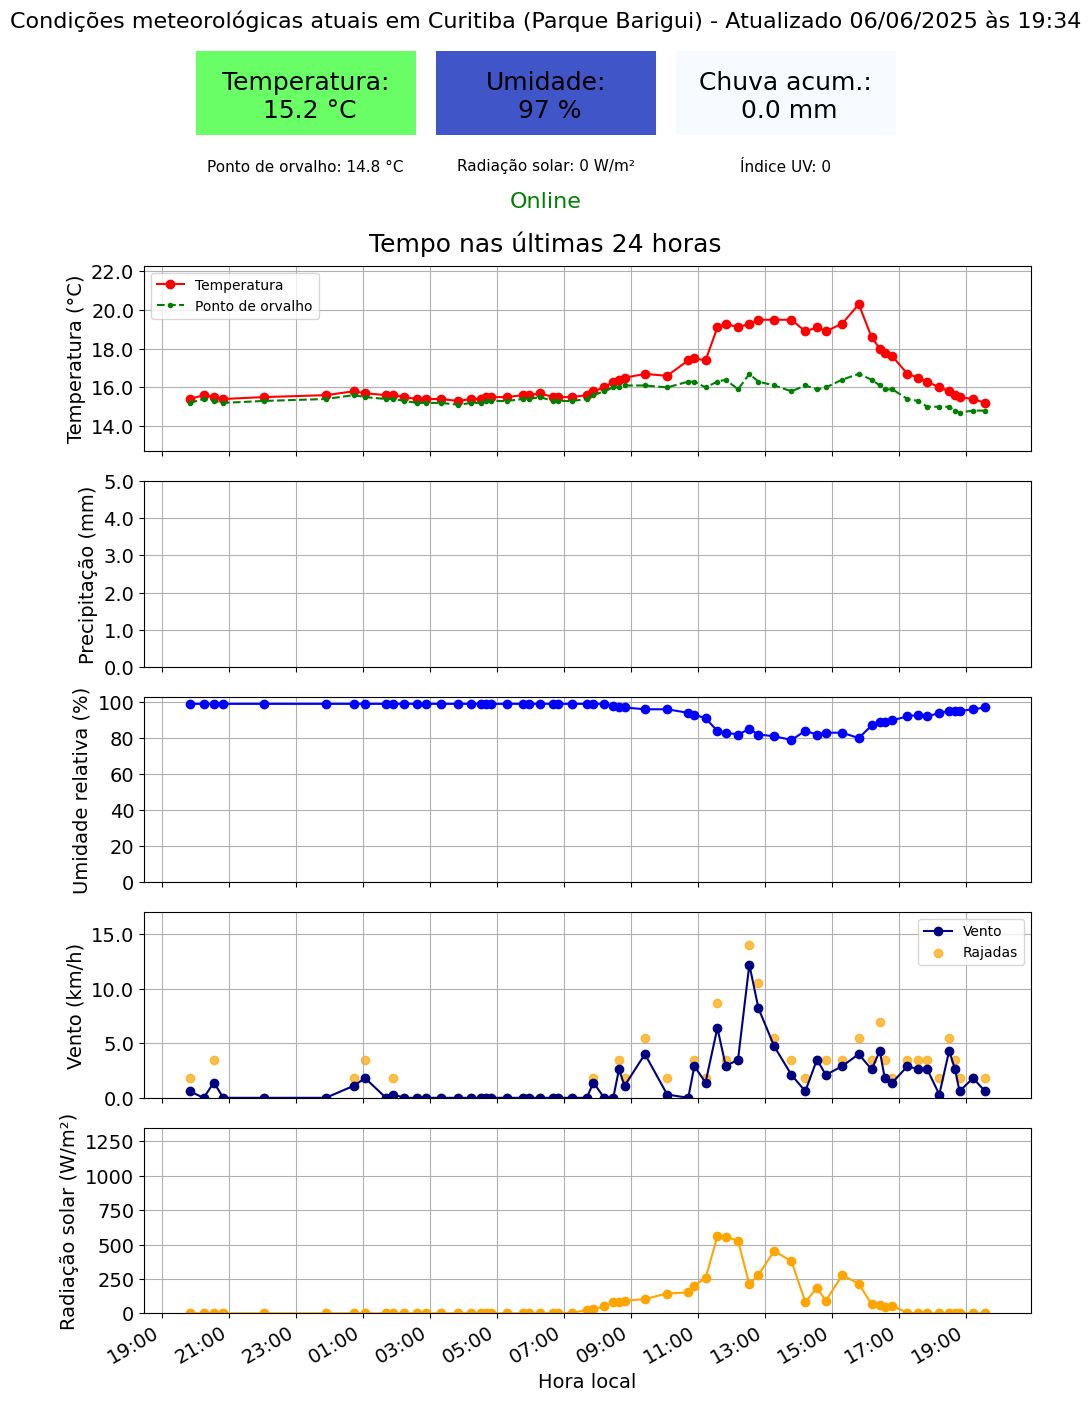 Condições meteorológicas atuais em Curitiba (Parque Barigui) - Atualizado 06/06/2025 às 19:34
Temperatura:
15.2 °C
Umidade:
97 %
Chuva acum.:
0.0 mm
Ponto de orvalho: 14.8 °C
Radiação solar: 0 W/m²
Índice UV: 0
Online
Tempo nas últimas 24 horas
Temperatura (°C)
22.0
20.0
18.0
16.0
14.0
Temperatura
Ponto de orvalho
Precipitação (mm)
5.0
4.0
3.0
2.0
1.0
0.0
Umidade relativa (%)
100
80
60
40
20
0
Vento (km/h)
15.0
10.0
5.0
0.0
Vento
Rajadas
Radiação solar (W/m²)
1250
1000
750
500
250
0
19:00
21:00
23:00
01:00
03:00
05:00
07:00
09:00
11:00
13:00
15:00
17:00
19:00
Hora local